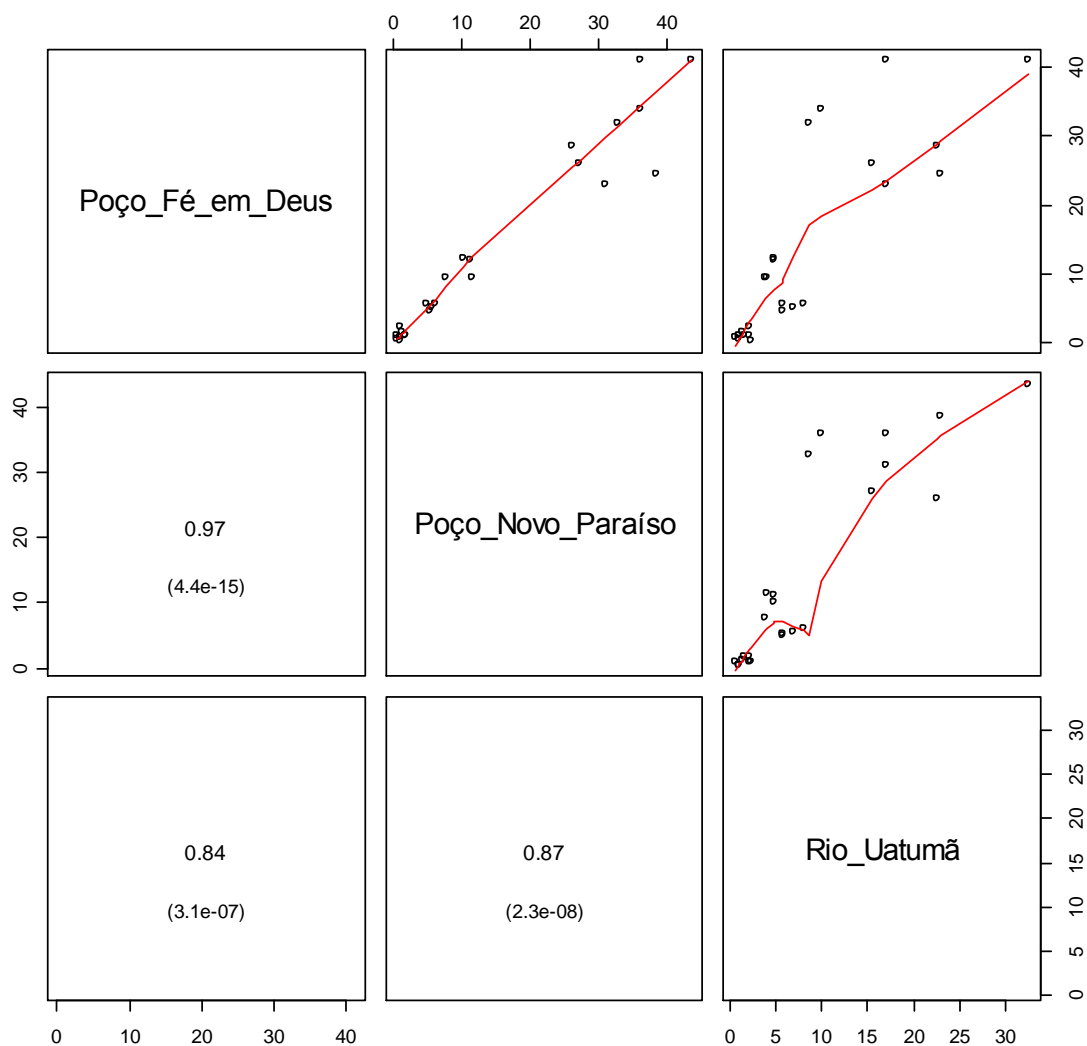 0 10 20 30 40
Poço_Fé_em_Deus
0 10 20 30 40
0 10 20 30 40
0.97
(4.4e-15)
Poço_Novo_Paraíso
0.84
(3.1e-07)
0.87
(2.3e-08)
Rio_Uatumã
0 5 10 15 20 25 30
0 10 20 30 40
0 5 10 15 20 25 30